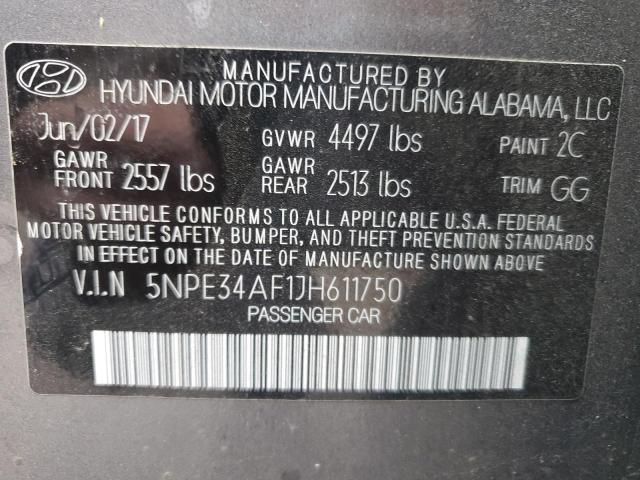 MANUFACTURED BY
HYUNDAI MOTOR MANUFACTURING ALABAMA, LLC
Jun/02/17 GVWR 4497 lbs PAINT 2C
GAWR FRONT 2557 lbs GAWR REAR 2513 lbs TRIM GG
THIS VEHICLE CONFORMS TO ALL APPLICABLE U.S.A. FEDERAL
MOTOR VEHICLE SAFETY, BUMPER, AND THEFT PREVENTION STANDARDS
IN EFFECT ON THE DATE OF MANUFACTURE SHOWN ABOVE
V.I.N 5NPE34AF1JH611750
PASSENGER CAR